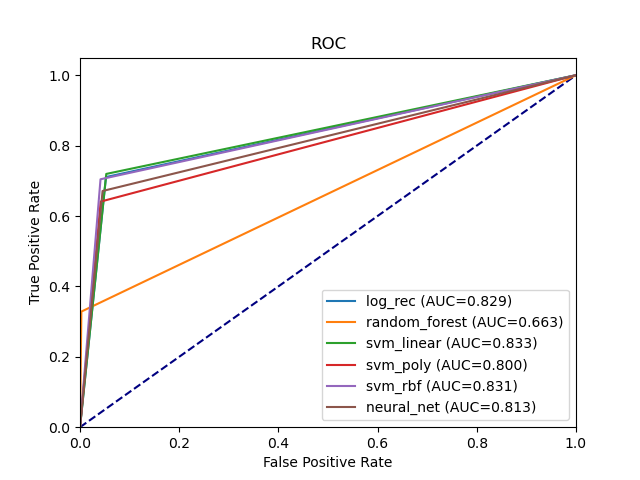 ROC
True Positive Rate
1.0
0.8
0.6
0.4
0.2
0.0
log_rec (AUC=0.829)
random_forest (AUC=0.663)
svm_linear (AUC=0.833)
svm_poly (AUC=0.800)
svm_rbf (AUC=0.831)
neural_net (AUC=0.813)
0.0 0.2 0.4 0.6 0.8 1.0
False Positive Rate